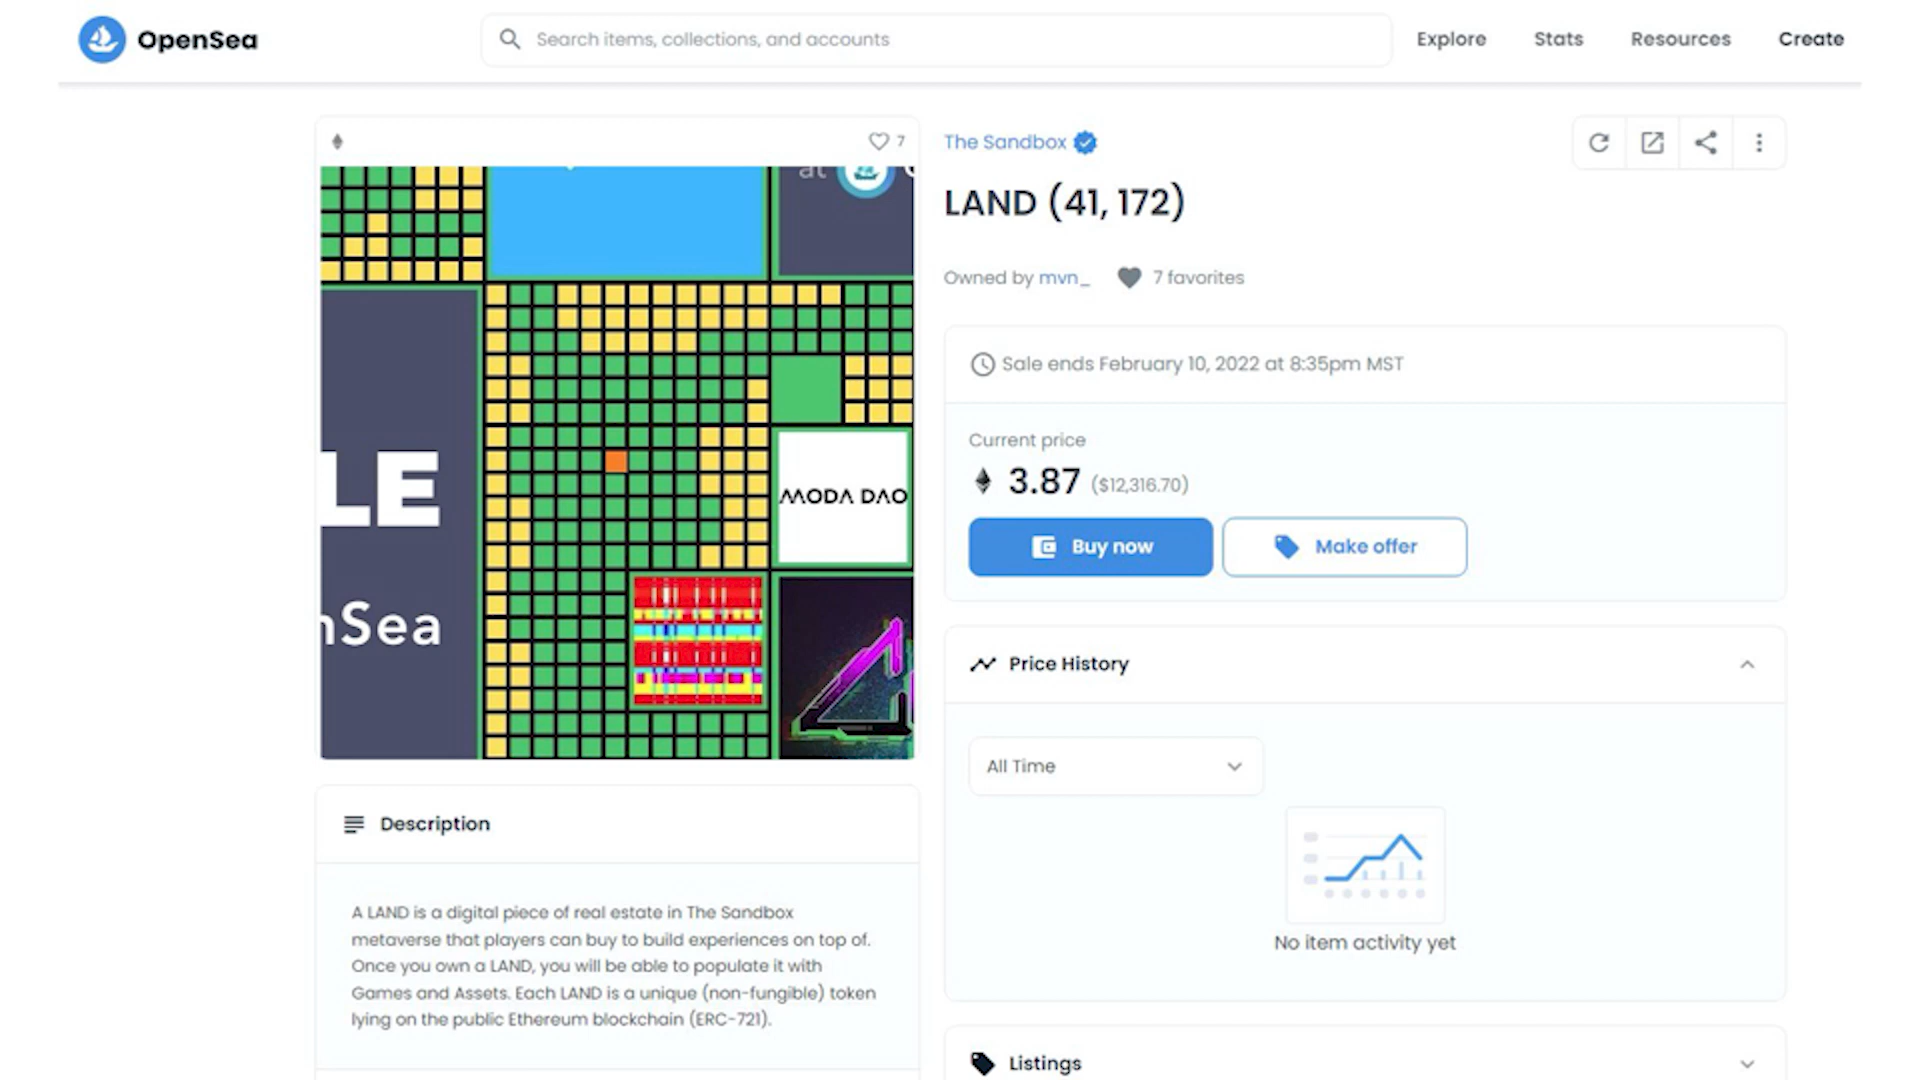 OpenSea
Search items, collections, and accounts
Explore
Stats
Resources
Create
7
at
LE
nSea
MODA DAO
The Sandbox
LAND (41, 172)
Owned by mvn_
7 favorites
Sale ends February 10, 2022 at 8:35pm MST
Current price
3.87 ($12,316.70)
Buy now
Make offer
Price History
All Time
No item activity yet
Listings
Description
A LAND is a digital piece of real estate in The Sandbox
metaverse that players can buy to build experiences on top of.
Once you own a LAND, you will be able to populate it with
Games and Assets. Each LAND is a unique (non-fungible) token
lying on the public Ethereum blockchain (ERC-721).